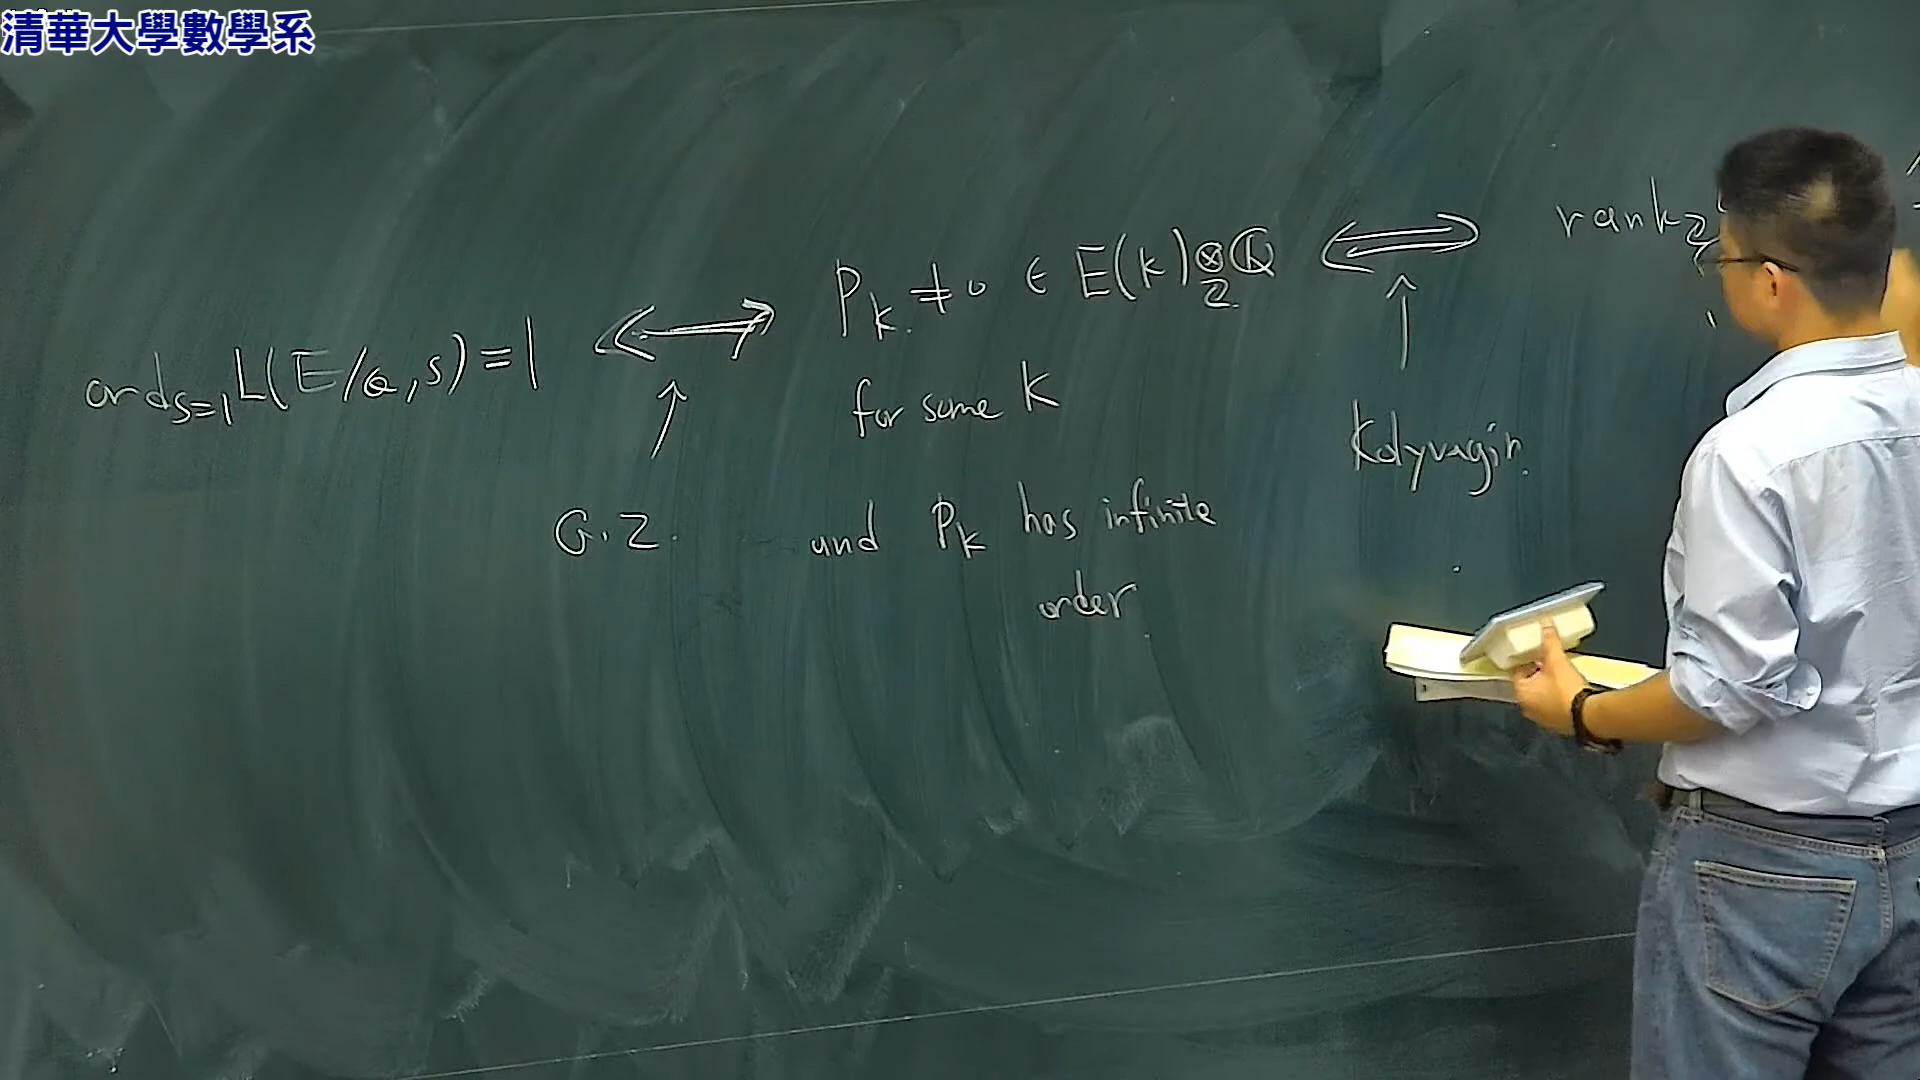 清華大學數學系
ord_{s=1} L(E/Q, s) = 1 ⟺ P_K ≠ 0 ∈ E(K) ⊗_Z Q ⟺ rank_Z
for some K
G.Z. and P_K has infinite
order.
Kolyvagin.